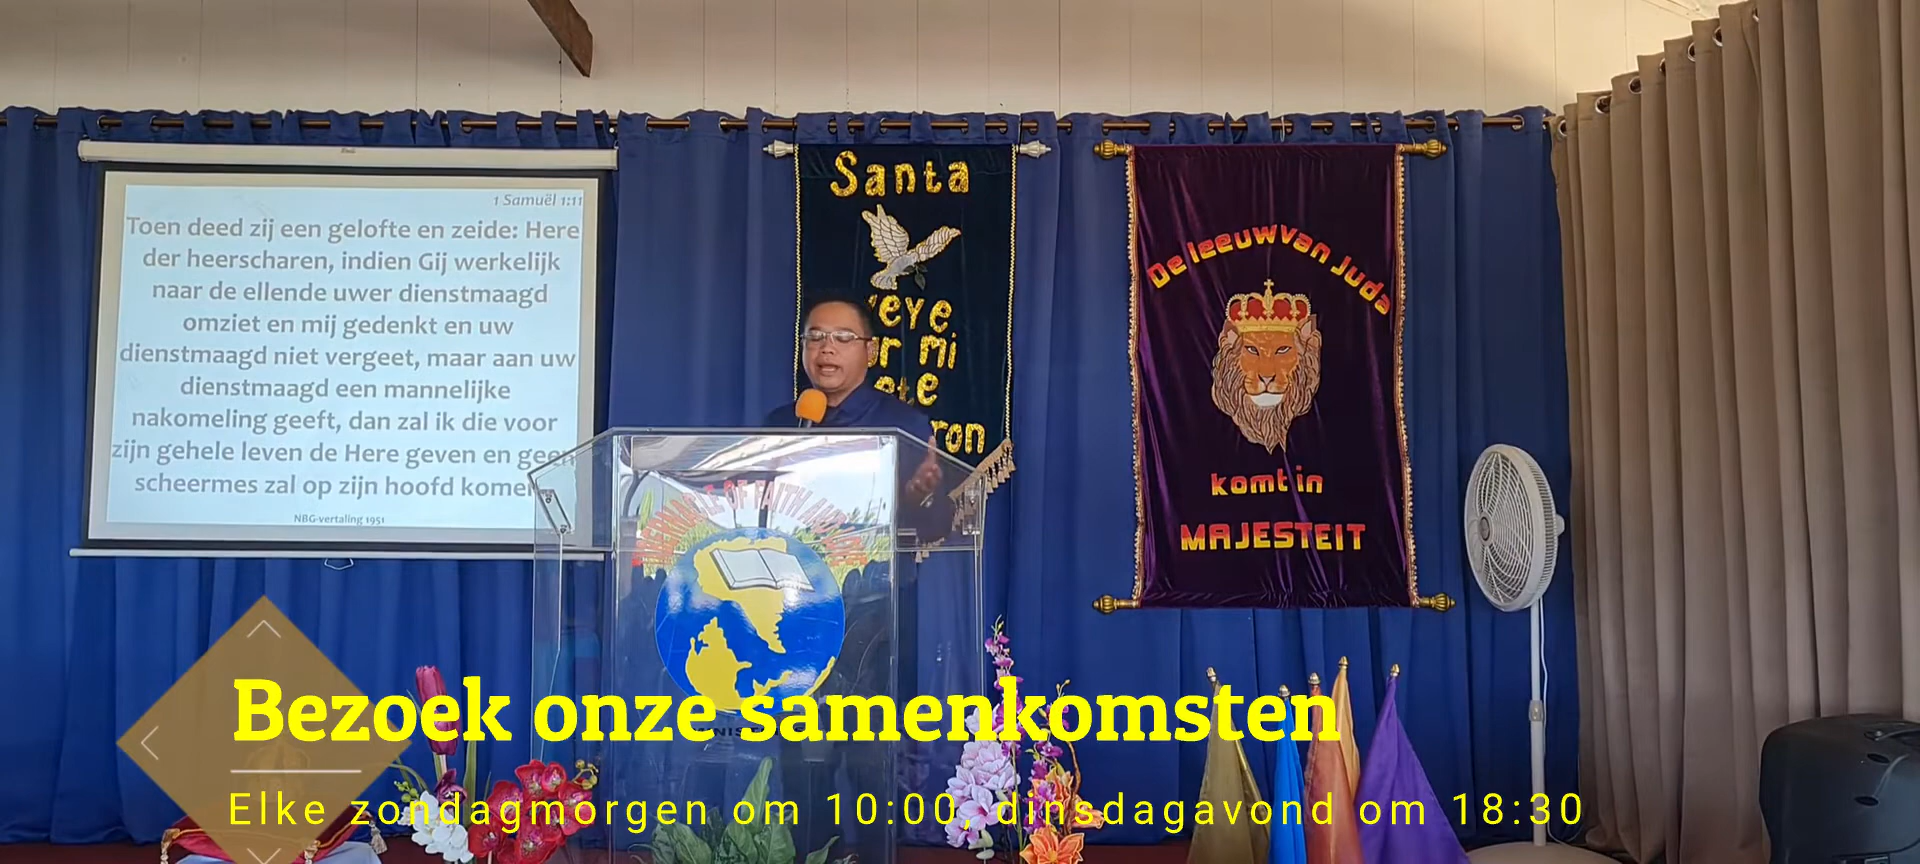 1 Samuël 1:11
Toen deed zij een gelofte en zeide: Here
der heerscharen, indien Gij werkelijk
naar de ellende uwer dienstmaagd
omziet en mij gedenkt en uw
dienstmaagd niet vergeet, maar aan uw
dienstmaagd een mannelijke
nakomeling geeft, dan zal ik die voor
zijn gehele leven de Here geven en geen
scheermes zal op zijn hoofd komen
NBG-vertaling 1951
Santa
De leeuw van Juda
komt in
MAJESTEIT
OF FAITH
Bezoek onze samenkomsten
Elke zondagmorgen om 10:00, dinsdagavond om 18:30